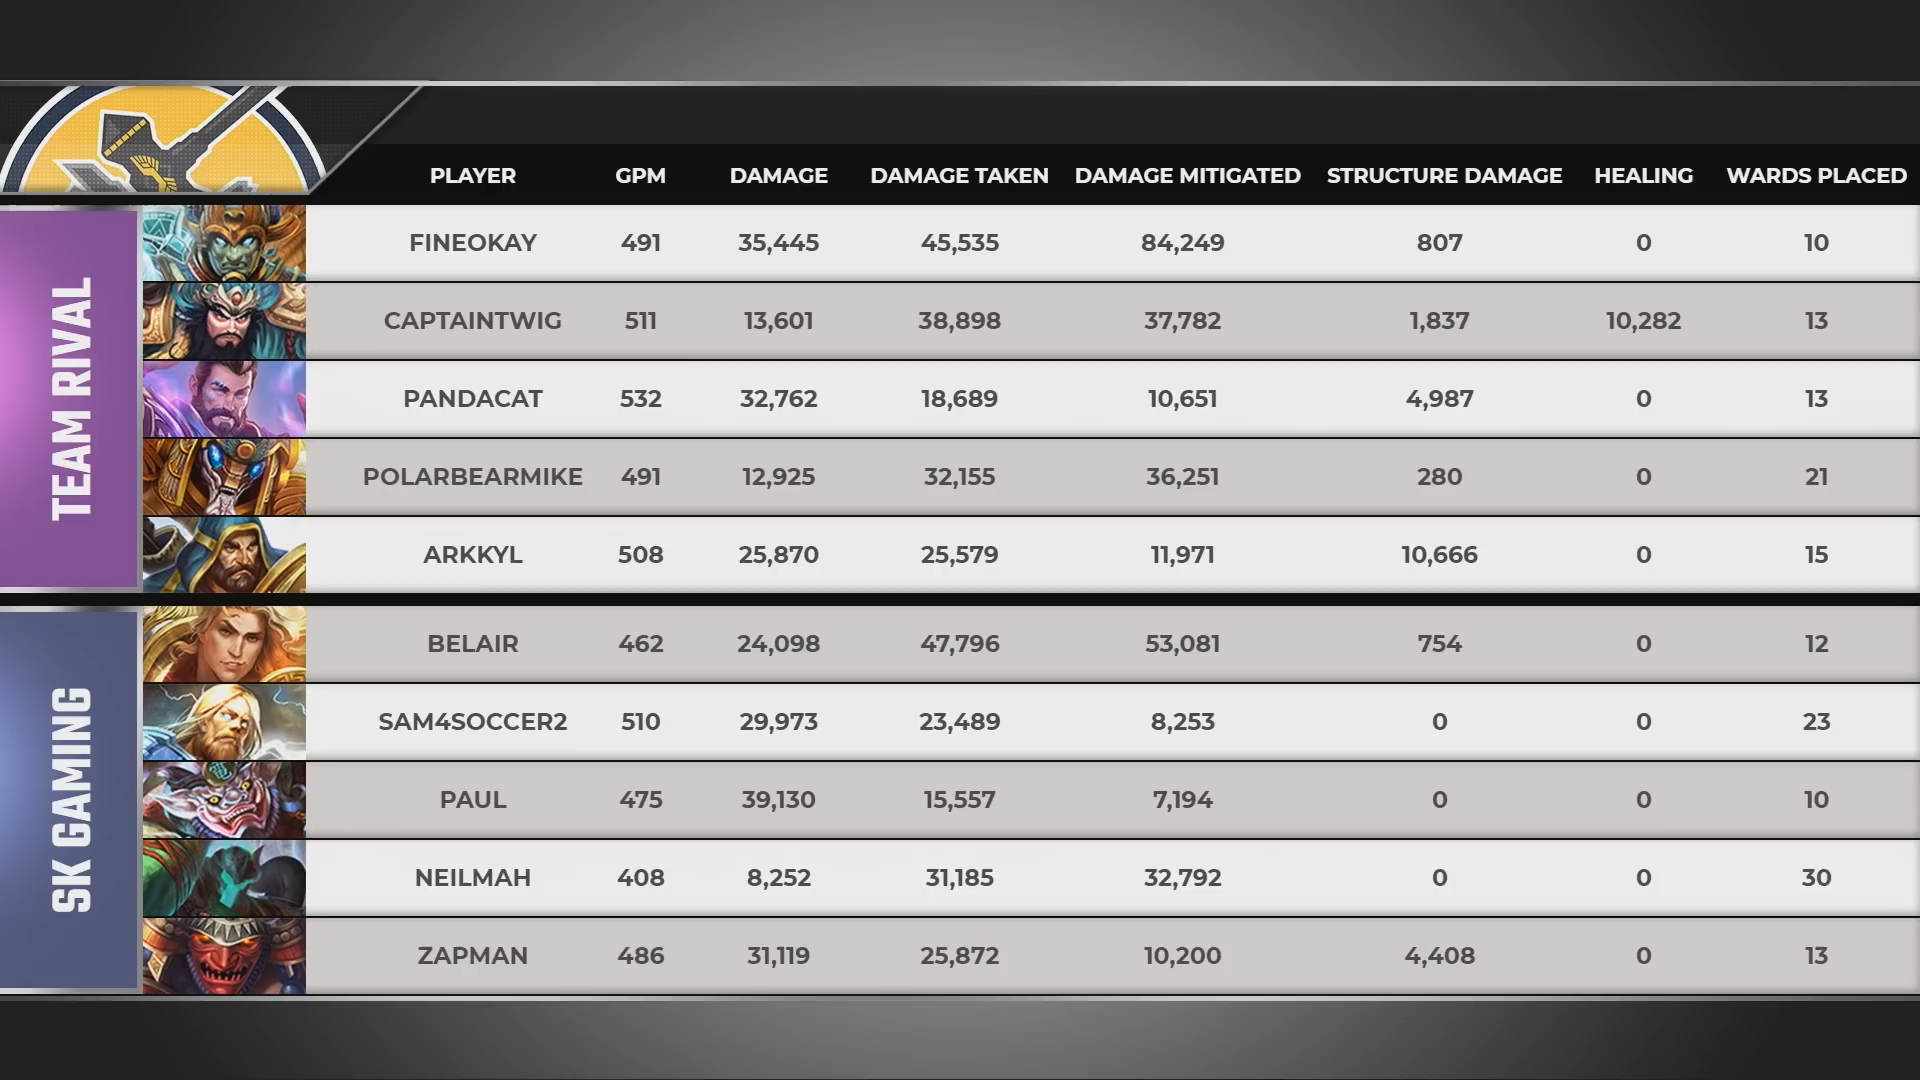 PLAYER GPM DAMAGE DAMAGE TAKEN DAMAGE MITIGATED STRUCTURE DAMAGE HEALING WARDS PLACED
TEAM RIVAL
FINEOKAY 491 35,445 45,535 84,249 807 0 10
CAPTAINTWIG 511 13,601 38,898 37,782 1,837 10,282 13
PANDACAT 532 32,762 18,689 10,651 4,987 0 13
POLARBEARMIKE 491 12,925 32,155 36,251 280 0 21
ARKKYL 508 25,870 25,579 11,971 10,666 0 15
SK GAMING
BELAIR 462 24,098 47,796 53,081 754 0 12
SAM4SOCCER2 510 29,973 23,489 8,253 0 0 23
PAUL 475 39,130 15,557 7,194 0 0 10
NEILMAH 408 8,252 31,185 32,792 0 0 30
ZAPMAN 486 31,119 25,872 10,200 4,408 0 13